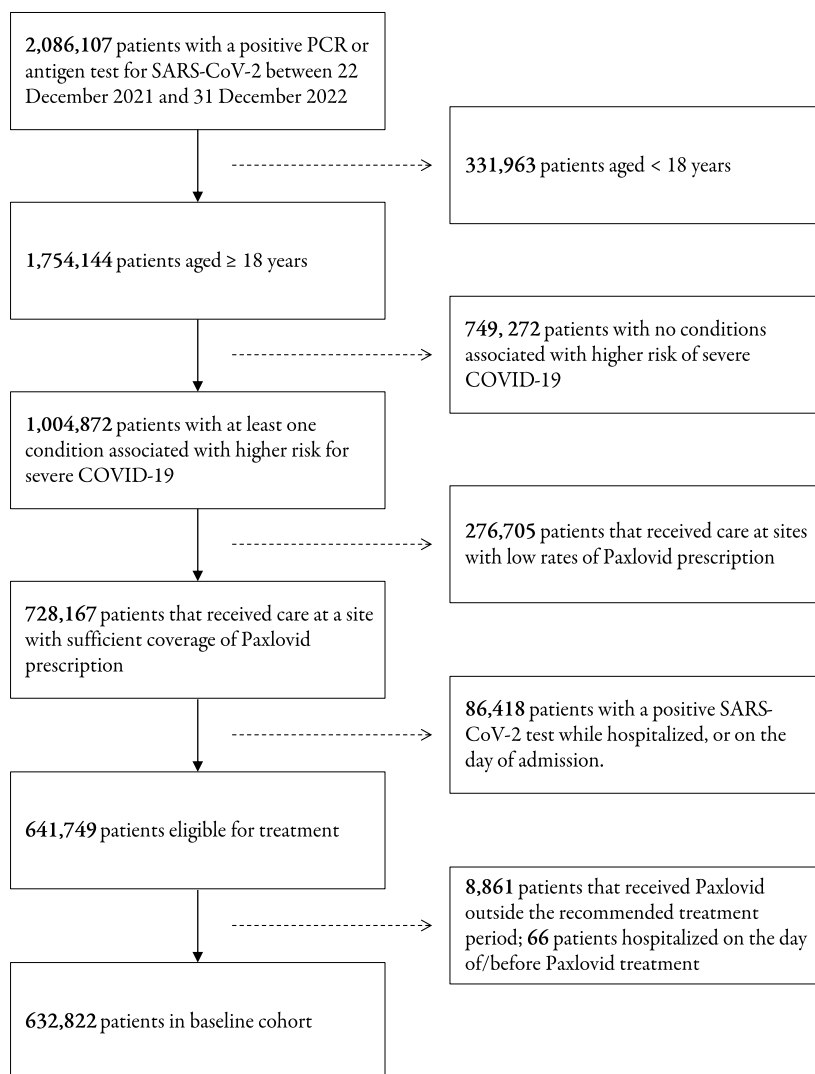 2,086,107 patients with a positive PCR or
antigen test for SARS-CoV-2 between 22
December 2021 and 31 December 2022
331,963 patients aged < 18 years
1,754,144 patients aged ≥ 18 years
749, 272 patients with no conditions
associated with higher risk of severe
COVID-19
1,004,872 patients with at least one
condition associated with higher risk for
severe COVID-19
276,705 patients that received care at sites
with low rates of Paxlovid prescription
728,167 patients that received care at a site
with sufficient coverage of Paxlovid
prescription
86,418 patients with a positive SARS-
CoV-2 test while hospitalized, or on the
day of admission.
641,749 patients eligible for treatment
8,861 patients that received Paxlovid
outside the recommended treatment
period; 66 patients hospitalized on the day
of/before Paxlovid treatment
632,822 patients in baseline cohort